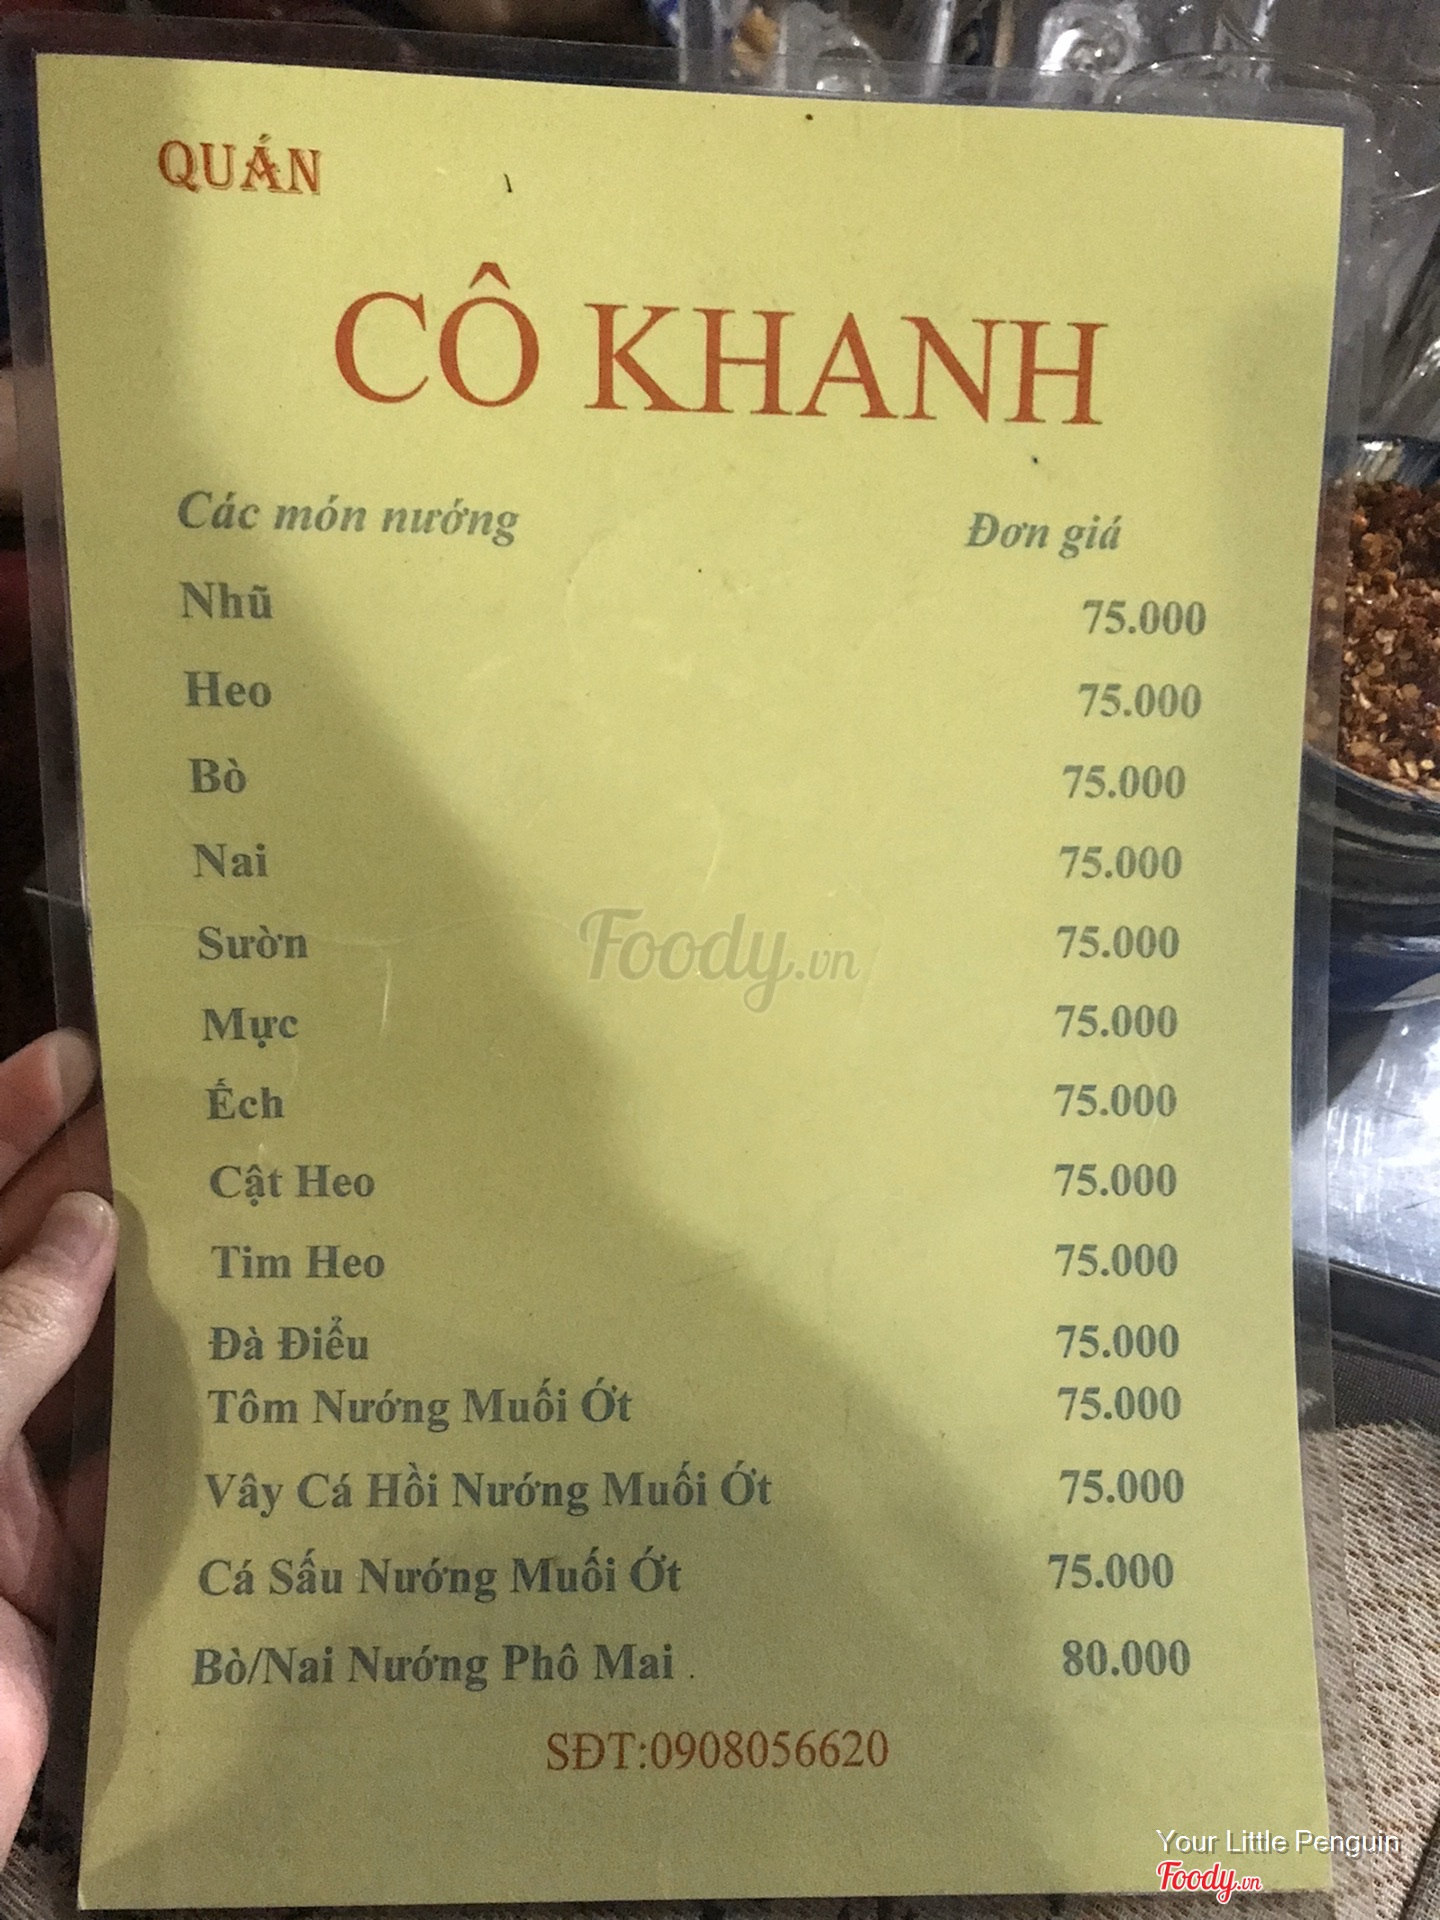 QUÁN
CÔ KHANH
Các món nướng Đơn giá
Nhũ 75.000
Heo 75.000
Bò 75.000
Nai 75.000
Sườn 75.000
Mực 75.000
Ếch 75.000
Cật Heo 75.000
Tim Heo 75.000
Đà Điểu 75.000
Tôm Nướng Muối Ớt 75.000
Vây Cá Hồi Nướng Muối Ớt 75.000
Cá Sấu Nướng Muối Ớt 75.000
Bò/Nai Nướng Phô Mai . 80.000
SĐT:0908056620
Foody.vn
Your Little Penguin
Foody.vn